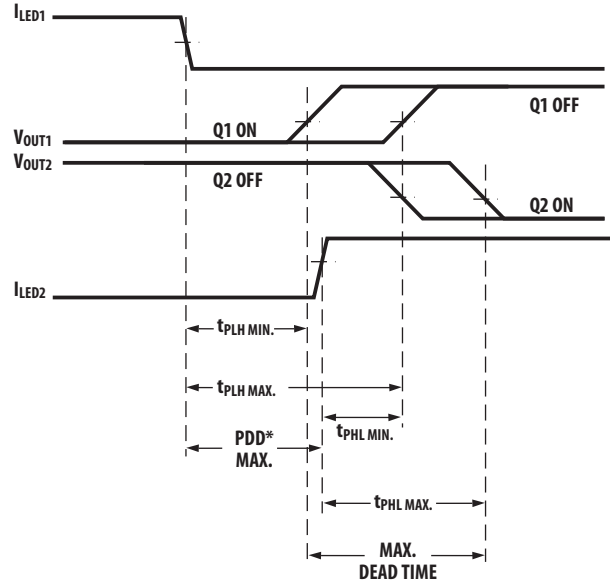 ILED1
Q1 ON
Q1 OFF
VOUT1
VOUT2
Q2 OFF
Q2 ON
ILED2
tPLH MIN.
tPLH MAX.
tPHL MIN.
PDD*
MAX.
tPHL MAX.
MAX.
DEAD TIME